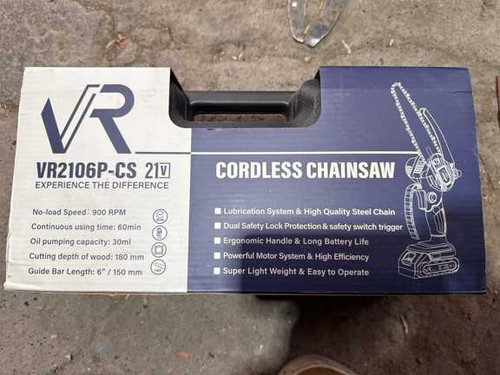 VR
VR2106P-CS 21V
EXPERIENCE THE DIFFERENCE
No-load Speed: 900 RPM
Continuous using time: 60min
Oil pumping capacity: 30ml
Cutting depth of wood: 180 mm
Guide Bar Length: 6" / 150 mm
CORDLESS CHAINSAW
Lubrication System & High Quality Steel Chain
Dual Safety Lock Protection & safety switch trigger
Ergonomic Handle & Long Battery Life
Powerful Motor System & High Efficiency
Super Light Weight & Easy to Operate